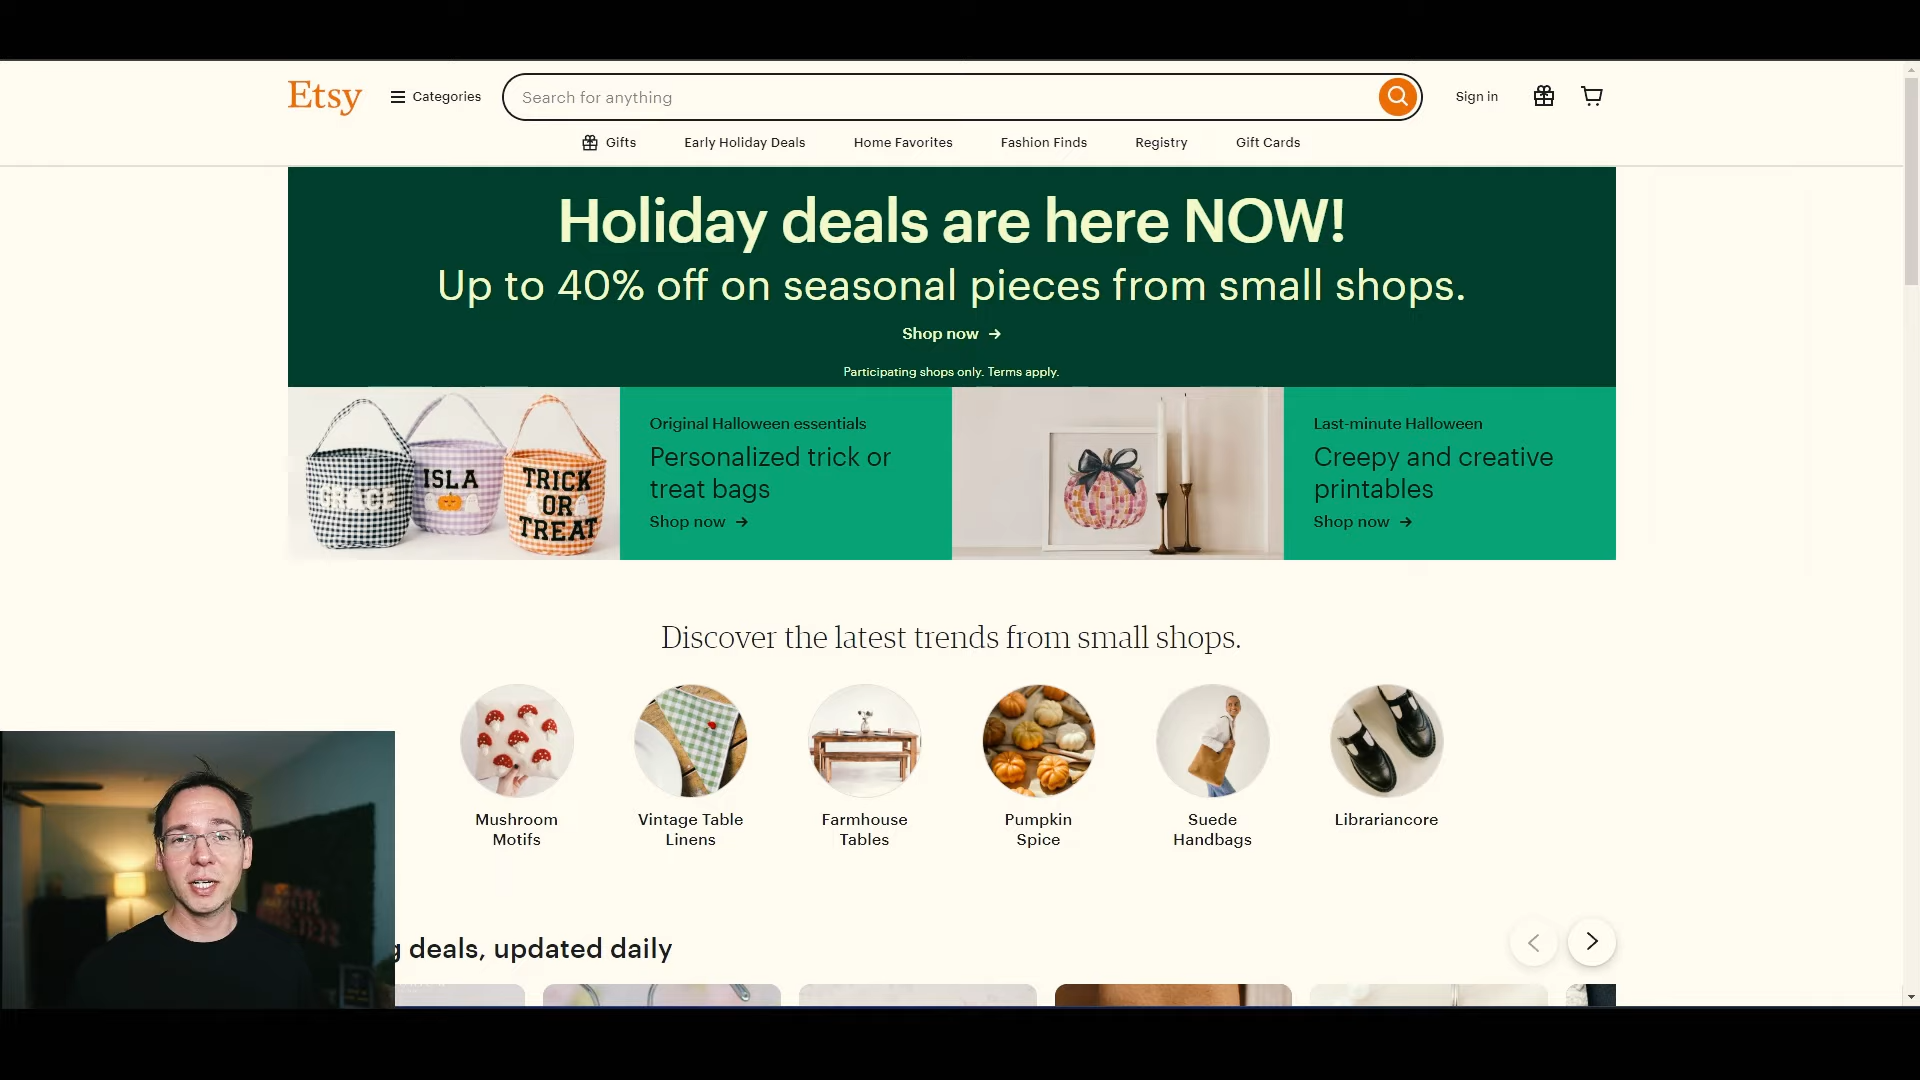 Etsy
Categories
Search for anything
Sign in
Gifts
Early Holiday Deals
Home Favorites
Fashion Finds
Registry
Gift Cards
Holiday deals are here NOW!
Up to 40% off on seasonal pieces from small shops.
Shop now →
Participating shops only. Terms apply.
GRACE
ISLA
TRICK
OR
TREAT
Original Halloween essentials
Personalized trick or
treat bags
Shop now →
Last-minute Halloween
Creepy and creative
printables
Shop now →
Discover the latest trends from small shops.
Mushroom
Motifs
Vintage Table
Linens
Farmhouse
Tables
Pumpkin
Spice
Suede
Handbags
Librariancore
deals, updated daily